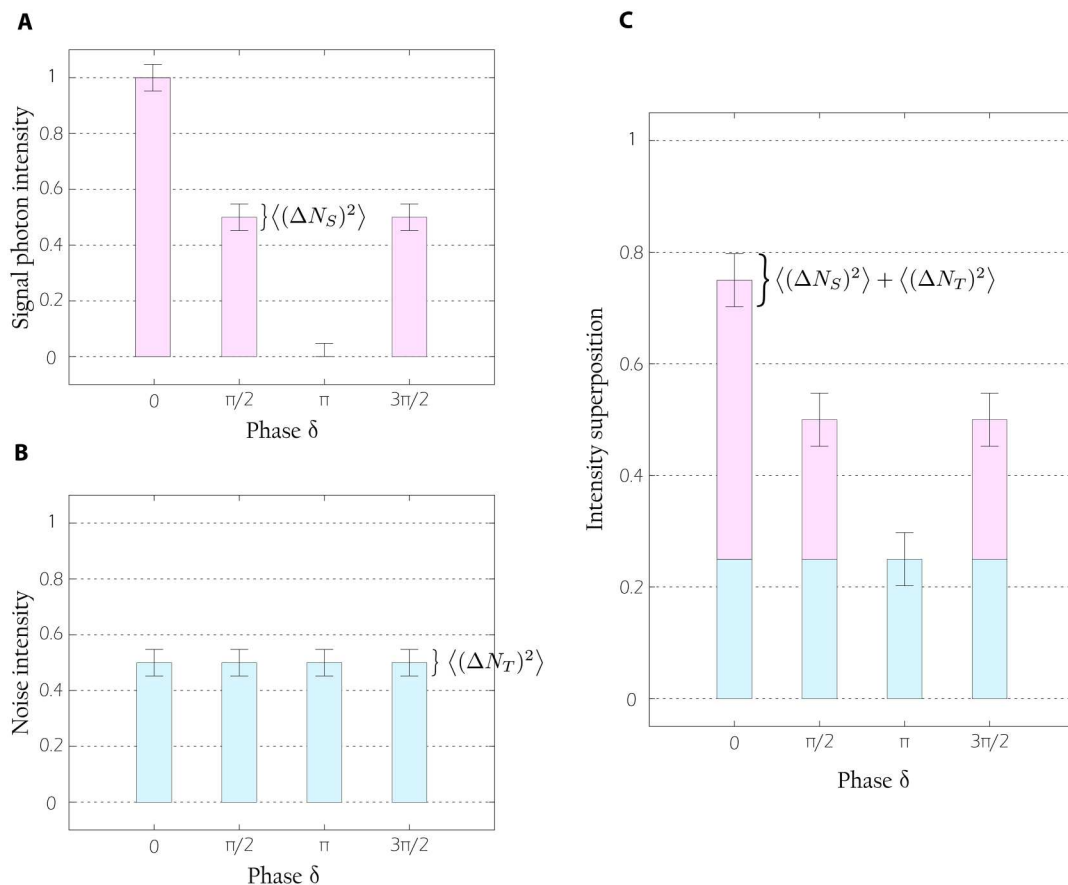 A
Signal photon intensity
1
0.8
0.6
0.4
0.2
0
}⟨(ΔN_S)²⟩
0 π/2 π 3π/2
Phase δ
B
Noise intensity
1
0.8
0.6
0.4
0.2
0
} ⟨(ΔN_T)²⟩
0 π/2 π 3π/2
Phase δ
C
Intensity superposition
1
0.8
0.6
0.4
0.2
0
} ⟨(ΔN_S)²⟩ + ⟨(ΔN_T)²⟩
0 π/2 π 3π/2
Phase δ